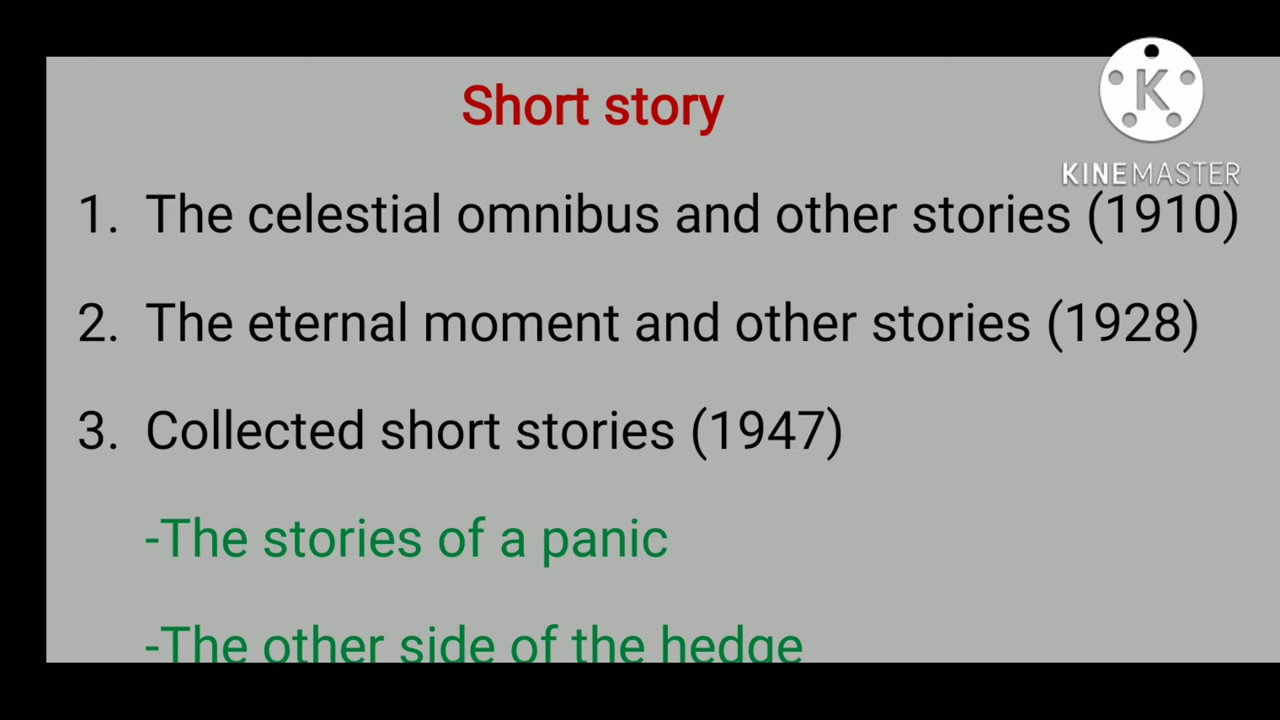 Short story
K
KINEMASTER
1. The celestial omnibus and other stories (1910)
2. The eternal moment and other stories (1928)
3. Collected short stories (1947)
-The stories of a panic
-The other side of the hedge